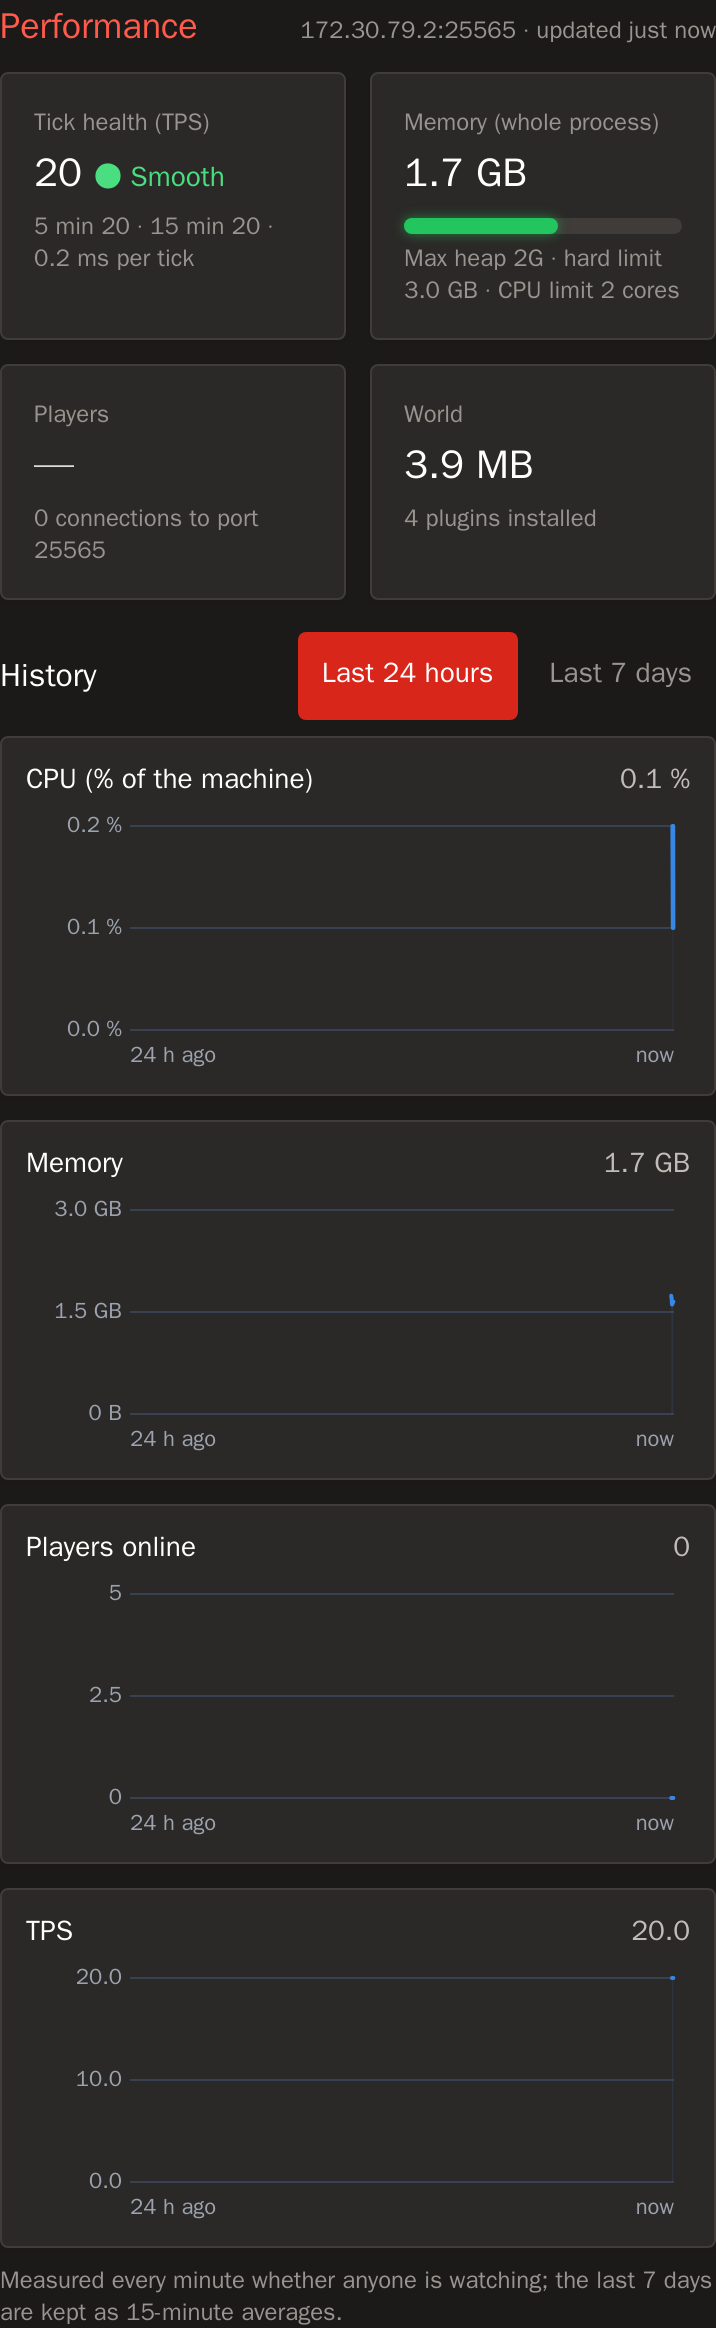 Performance
172.30.79.2:25565 · updated just now
Tick health (TPS)
20 Smooth
5 min 20 · 15 min 20 ·
0.2 ms per tick
Memory (whole process)
1.7 GB
Max heap 2G · hard limit
3.0 GB · CPU limit 2 cores
Players
—
0 connections to port
25565
World
3.9 MB
4 plugins installed
History
Last 24 hours
Last 7 days
CPU (% of the machine)
0.1 %
0.2 %
0.1 %
0.0 %
24 h ago
now
Memory
1.7 GB
3.0 GB
1.5 GB
0 B
24 h ago
now
Players online
0
5
2.5
0
24 h ago
now
TPS
20.0
20.0
10.0
0.0
24 h ago
now
Measured every minute whether anyone is watching; the last 7 days
are kept as 15-minute averages.